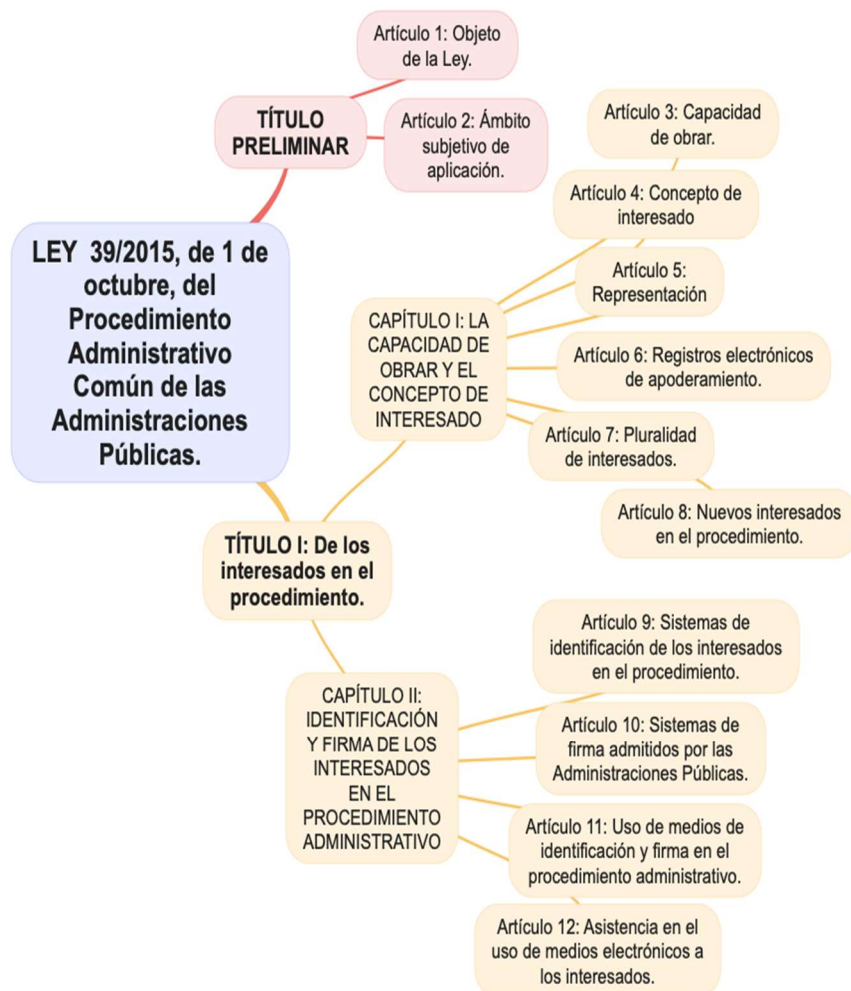 LEY 39/2015, de 1 de
octubre, del
Procedimiento
Administrativo
Común de las
Administraciones
Públicas.
TÍTULO
PRELIMINAR
Artículo 1: Objeto
de la Ley.
Artículo 2: Ámbito
subjetivo de
aplicación.
TÍTULO I: De los
interesados en el
procedimiento.
CAPÍTULO I: LA
CAPACIDAD DE
OBRAR Y EL
CONCEPTO DE
INTERESADO
Artículo 3: Capacidad
de obrar.
Artículo 4: Concepto de
interesado
Artículo 5:
Representación
Artículo 6: Registros electrónicos
de apoderamiento.
Artículo 7: Pluralidad
de interesados.
Artículo 8: Nuevos interesados
en el procedimiento.
CAPÍTULO II:
IDENTIFICACIÓN
Y FIRMA DE LOS
INTERESADOS
EN EL
PROCEDIMIENTO
ADMINISTRATIVO
Artículo 9: Sistemas de
identificación de los interesados
en el procedimiento.
Artículo 10: Sistemas de
firma admitidos por las
Administraciones Públicas.
Artículo 11: Uso de medios de
identificación y firma en el
procedimiento administrativo.
Artículo 12: Asistencia en el
uso de medios electrónicos a
los interesados.